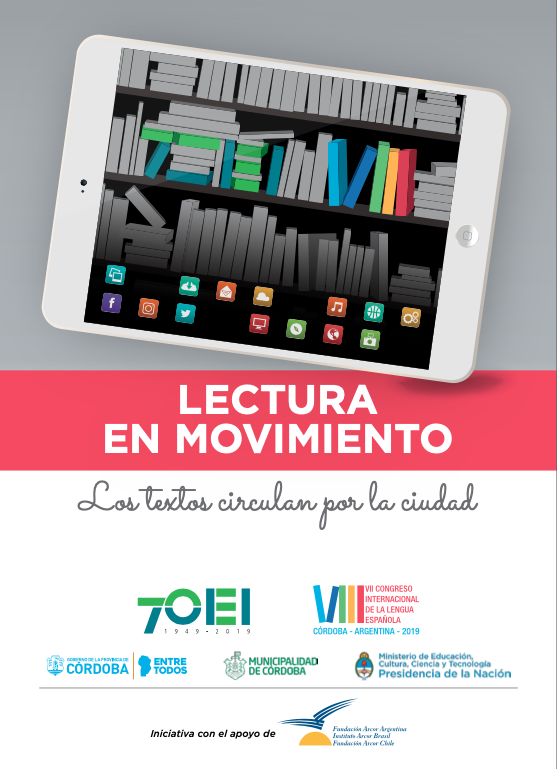 LECTURA
EN MOVIMIENTO
Los textos circulan por la ciudad
7OEI
1949-2019
VIII
VII CONGRESO
INTERNACIONAL
DE LA LENGUA
ESPAÑOLA
CÓRDOBA - ARGENTINA - 2019
GOBIERNO DE LA PROVINCIA DE
CÓRDOBA
ENTRE
TODOS
MUNICIPALIDAD
DE CÓRDOBA
Ministerio de Educación,
Cultura, Ciencia y Tecnología
Presidencia de la Nación
Iniciativa con el apoyo de
Fundación Arcor Argentina
Instituto Arcor Brasil
Fundación Arcor Chile